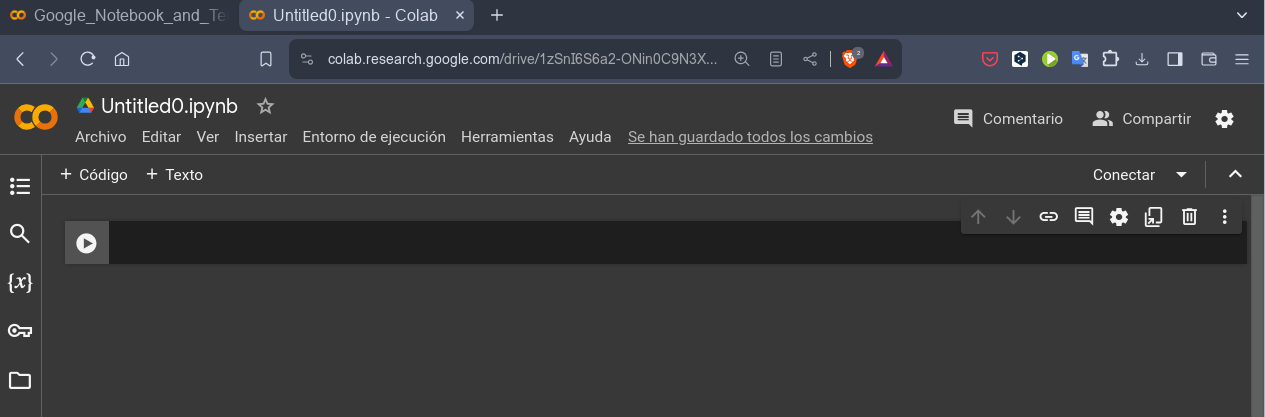 Google_Notebook_and_Te
Untitled0.ipynb - Colab
colab.research.google.com/drive/1zSnI6S6a2-ONin0C9N3X...
2
Untitled0.ipynb
Comentario
Compartir
Archivo Editar Ver Insertar Entorno de ejecución Herramientas Ayuda Se han guardado todos los cambios
+ Código + Texto
Conectar
{x}